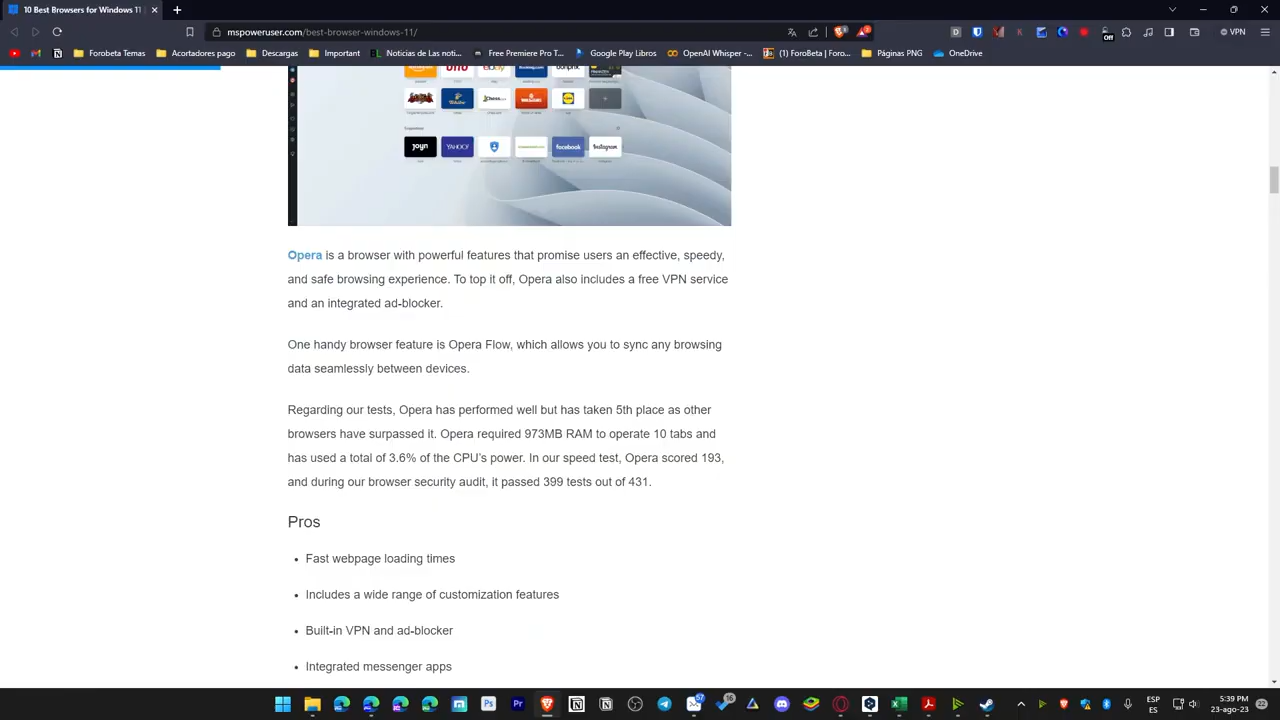 10 Best Browsers for Windows 11
mspoweruser.com/best-browser-windows-11/
VPN
Forobeta Temas
Acortadores pago
Descargas
Important
Noticias de Las noti...
Free Premiere Pro T...
Google Play Libros
OpenAI Whisper -...
(1) ForoBeta | Foro...
Páginas PNG
OneDrive
Off
joyn
YAHOO!
facebook
Instagram
Opera is a browser with powerful features that promise users an effective, speedy,
and safe browsing experience. To top it off, Opera also includes a free VPN service
and an integrated ad-blocker.
One handy browser feature is Opera Flow, which allows you to sync any browsing
data seamlessly between devices.
Regarding our tests, Opera has performed well but has taken 5th place as other
browsers have surpassed it. Opera required 973MB RAM to operate 10 tabs and
has used a total of 3.6% of the CPU's power. In our speed test, Opera scored 193,
and during our browser security audit, it passed 399 tests out of 431.
Pros
Fast webpage loading times
Includes a wide range of customization features
Built-in VPN and ad-blocker
Integrated messenger apps
57
16
ESP
ES
5:39 PM
23-ago-23
22